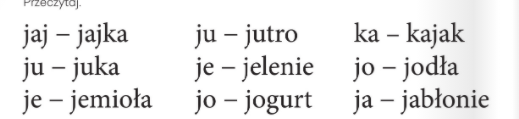 Przeczytaj.
jaj – jajka ju – jutro ka – kajak
ju – juka je – jelenie jo – jodła
je – jemioła jo – jogurt ja – jabłonie